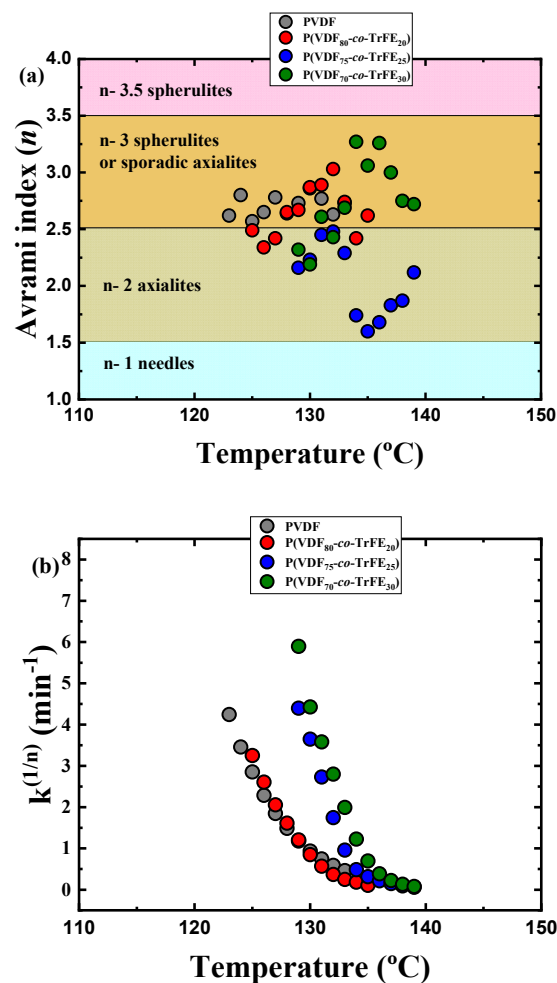 PVDF
P(VDF₈₀-co-TrFE₂₀)
P(VDF₇₅-co-TrFE₂₅)
P(VDF₇₀-co-TrFE₃₀)
(a)
4.0
3.5
3.0
2.5
2.0
1.5
1.0
Avrami index (n)
n- 3.5 spherulites
n- 3 spherulites
or sporadic axialites
n- 2 axialites
n- 1 needles
110 120 130 140 150
Temperature (ºC)
PVDF
P(VDF₈₀-co-TrFE₂₀)
P(VDF₇₅-co-TrFE₂₅)
P(VDF₇₀-co-TrFE₃₀)
(b)
8
7
6
5
4
3
2
1
0
k⁽¹/ⁿ⁾ (min⁻¹)
110 120 130 140 150
Temperature (ºC)